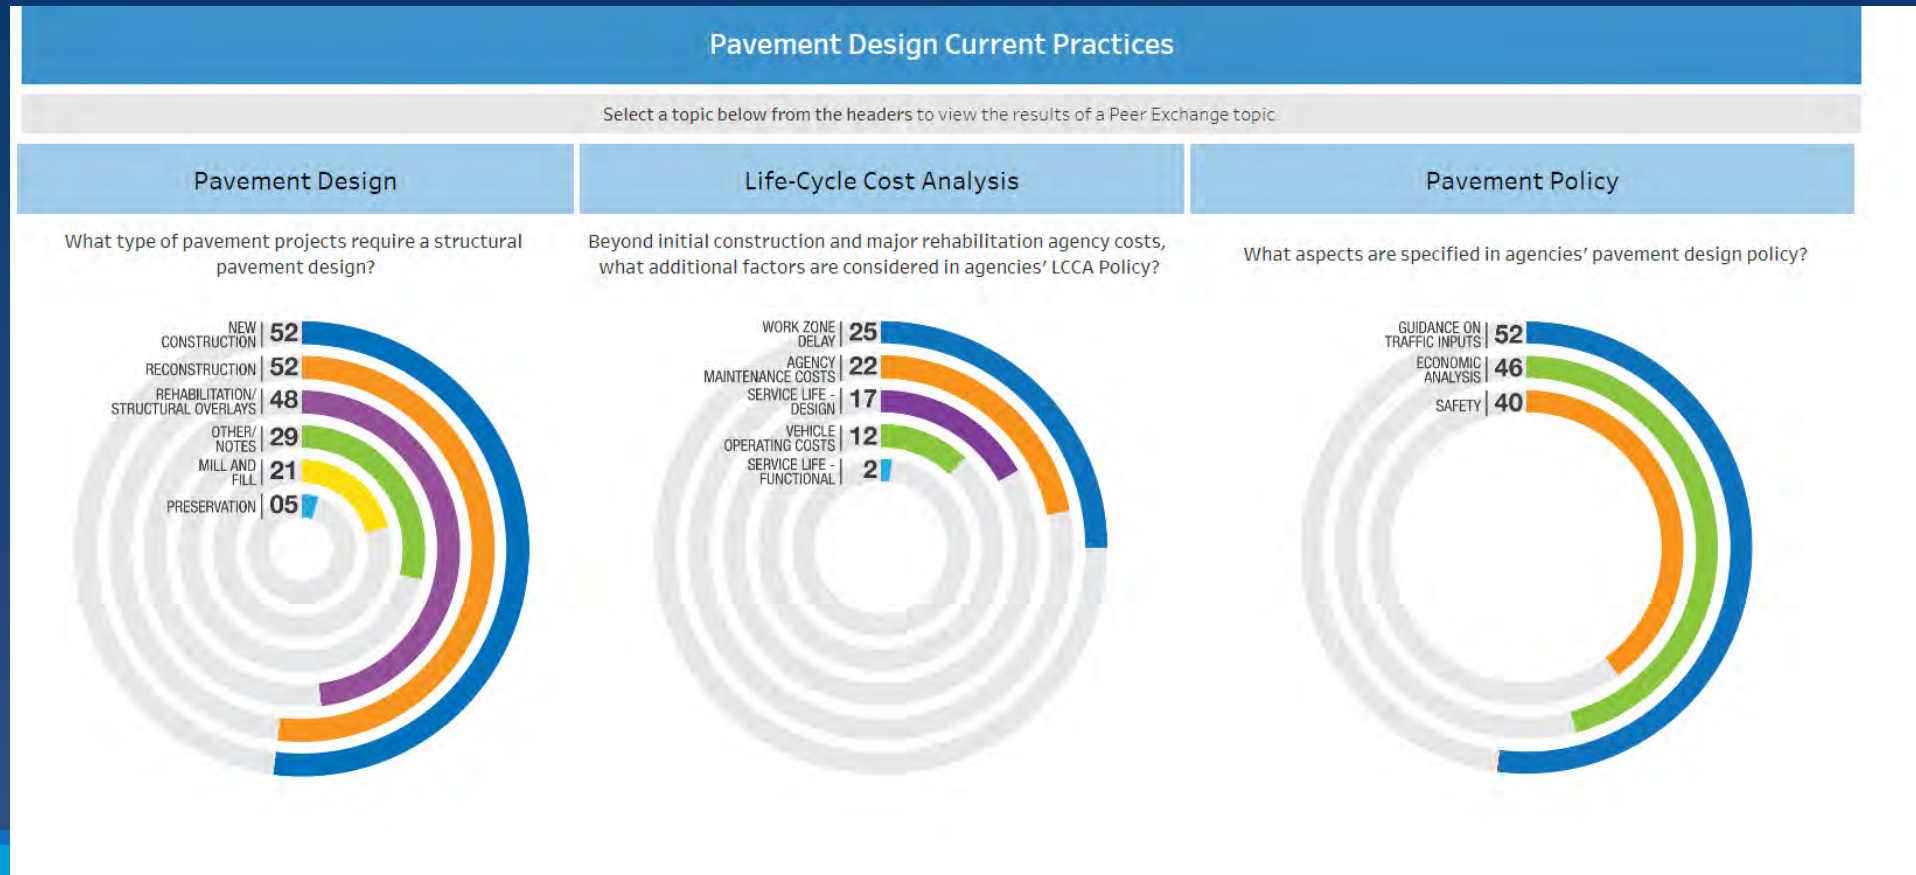 Pavement Design Current Practices
Select a topic below from the headers to view the results of a Peer Exchange topic
Pavement Design
What type of pavement projects require a structural
pavement design?
NEW
CONSTRUCTION 52
RECONSTRUCTION 52
REHABILITATION/
STRUCTURAL OVERLAYS 48
OTHER/
NOTES 29
MILL AND
FILL 21
PRESERVATION 05
Life-Cycle Cost Analysis
Beyond initial construction and major rehabilitation agency costs,
what additional factors are considered in agencies' LCCA Policy?
WORK ZONE
DELAY 25
AGENCY
MAINTENANCE COSTS 22
SERVICE LIFE -
DESIGN 17
VEHICLE
OPERATING COSTS 12
SERVICE LIFE -
FUNCTIONAL 2
Pavement Policy
What aspects are specified in agencies' pavement design policy?
GUIDANCE ON
TRAFFIC INPUTS 52
ECONOMIC
ANALYSIS 46
SAFETY 40